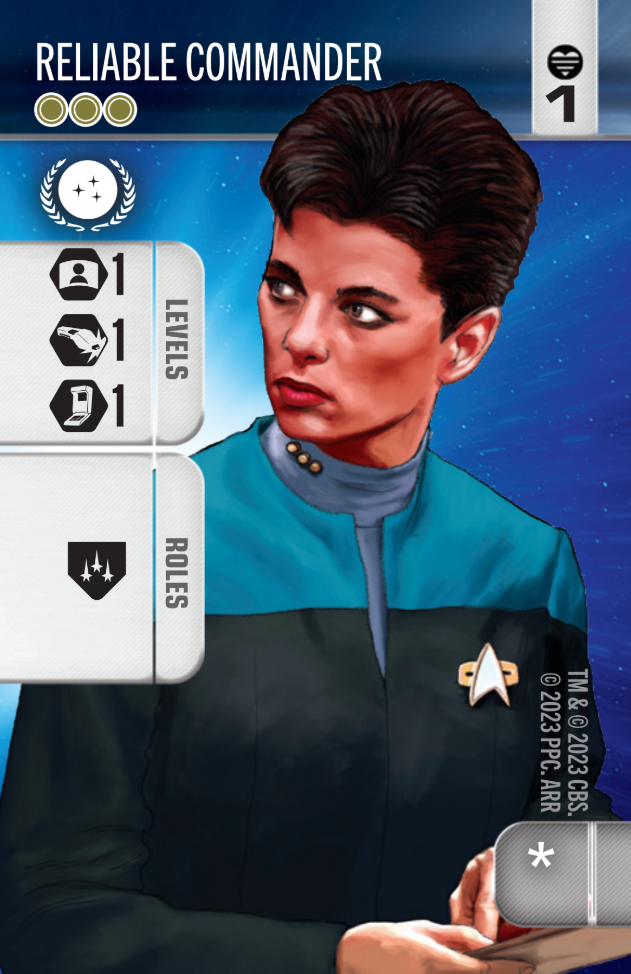 RELIABLE COMMANDER
1
1
1
1
LEVELS
ROLES
TM & © 2023 CBS.
© 2023 PPC. ARR
*